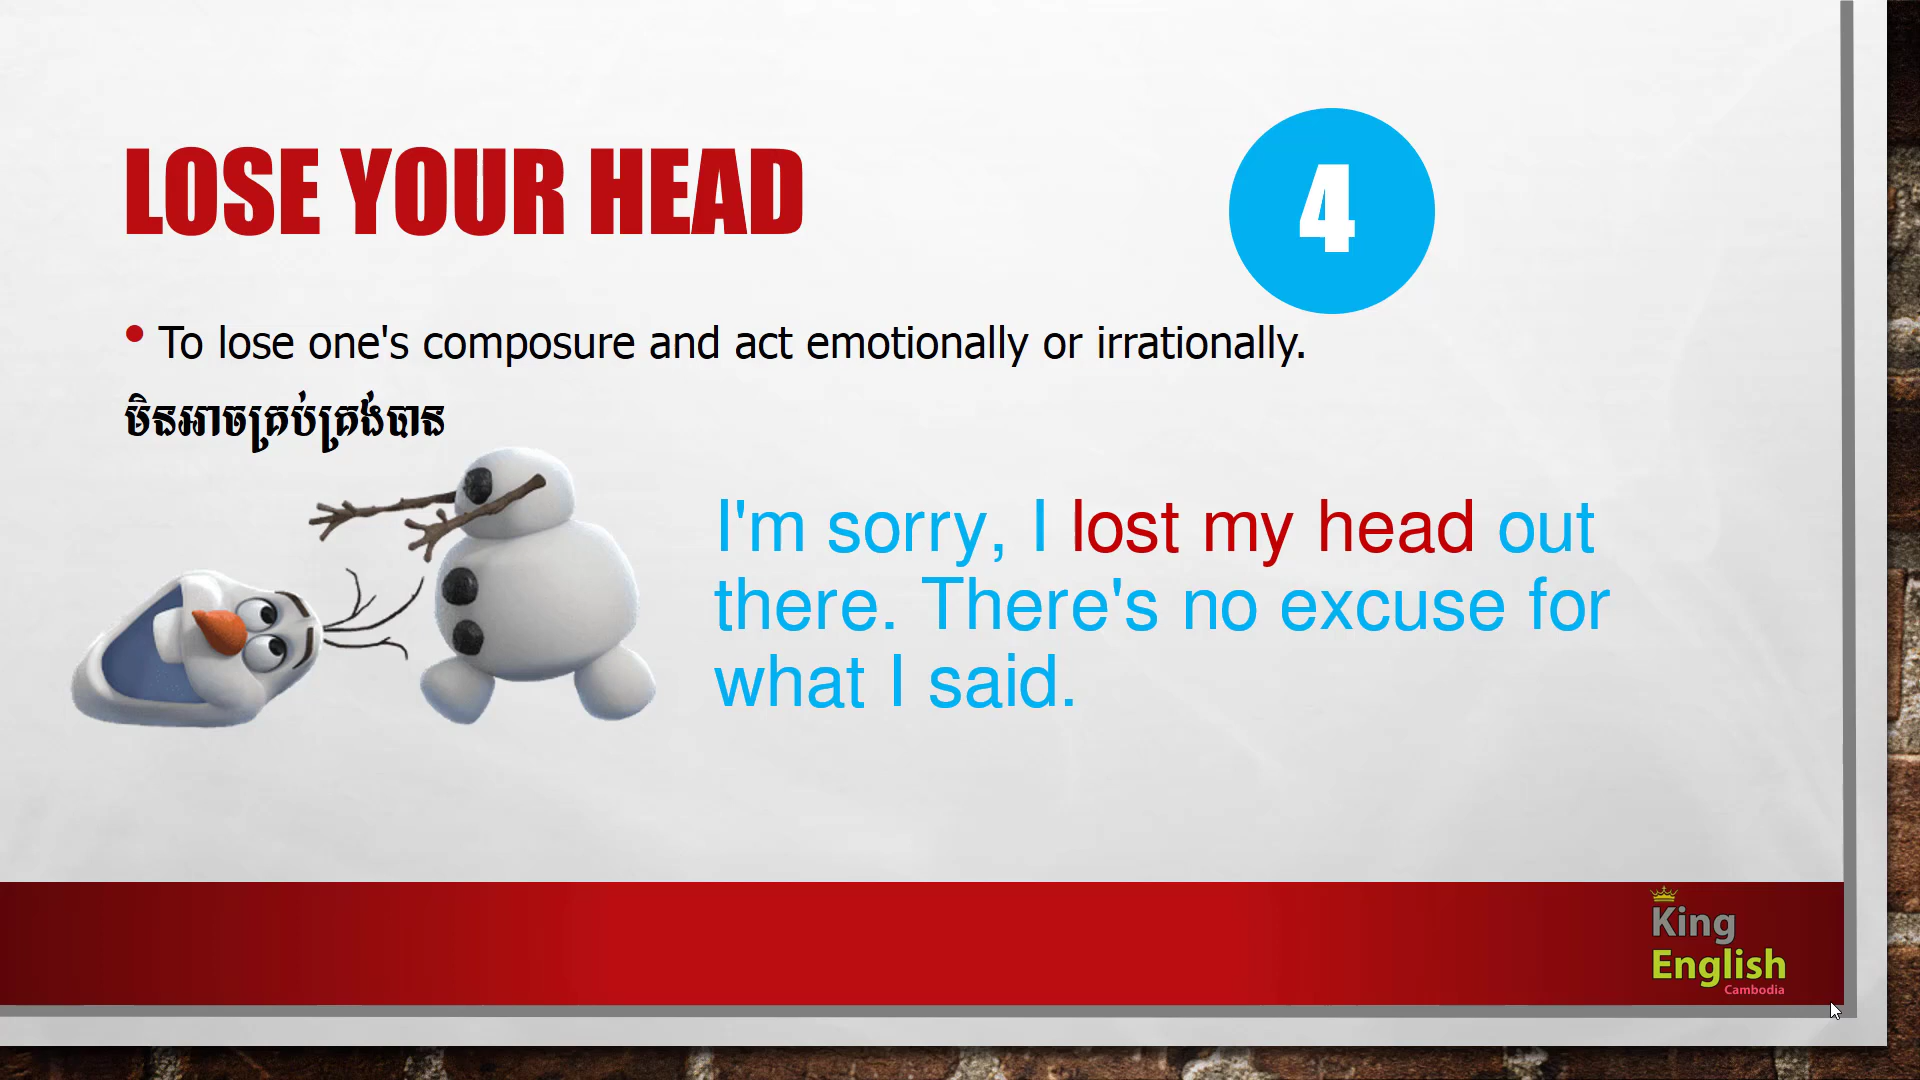 LOSE YOUR HEAD
4
• To lose one's composure and act emotionally or irrationally.
មិនអាចគ្រប់គ្រង់បាន
I'm sorry, I lost my head out
there. There's no excuse for
what I said.
King
English
Cambodia